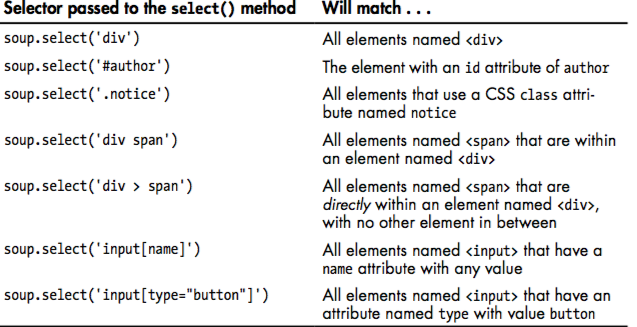 Selector passed to the select() method Will match . . .
soup.select('div') All elements named <div>
soup.select('#author') The element with an id attribute of author
soup.select('.notice') All elements that use a CSS class attri-
bute named notice
soup.select('div span') All elements named <span> that are within
an element named <div>
soup.select('div > span') All elements named <span> that are
directly within an element named <div>,
with no other element in between
soup.select('input[name]') All elements named <input> that have a
name attribute with any value
soup.select('input[type="button"]') All elements named <input> that have an
attribute named type with value button